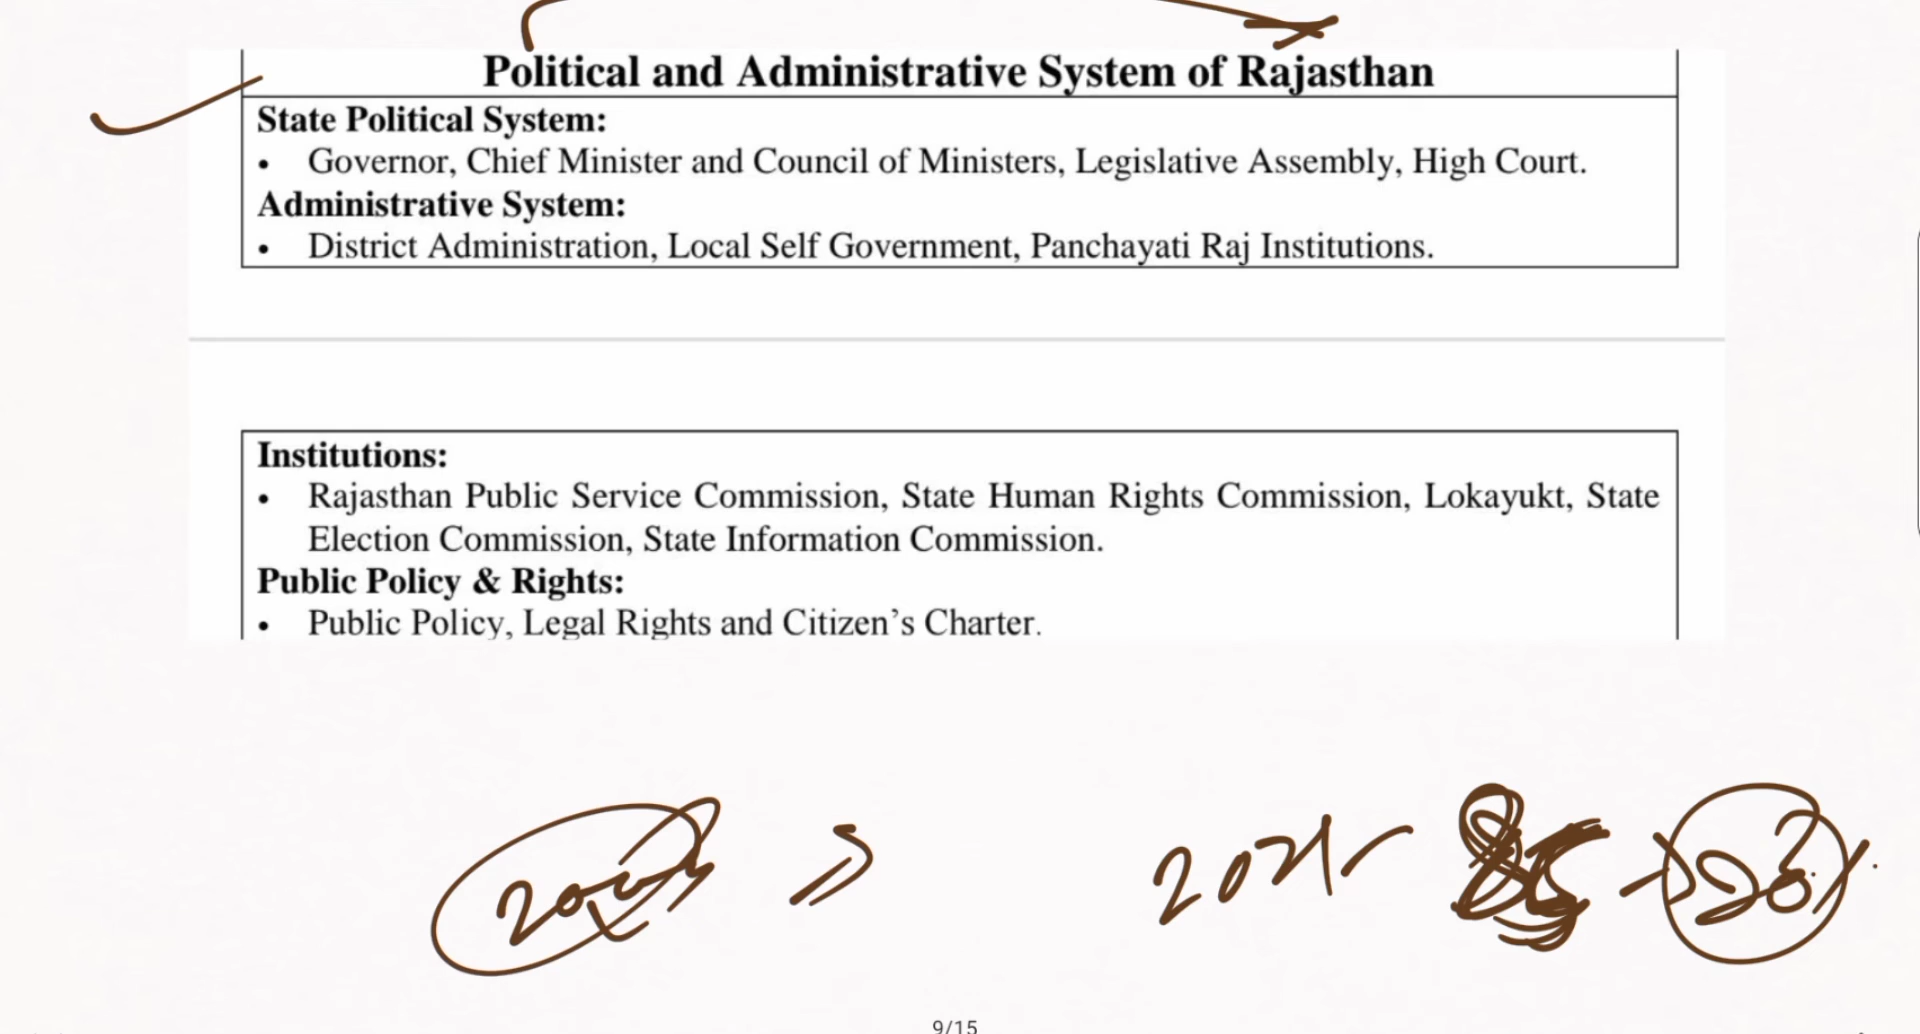 Political and Administrative System of Rajasthan
State Political System:
• Governor, Chief Minister and Council of Ministers, Legislative Assembly, High Court.
Administrative System:
• District Administration, Local Self Government, Panchayati Raj Institutions.
Institutions:
• Rajasthan Public Service Commission, State Human Rights Commission, Lokayukt, State
Election Commission, State Information Commission.
Public Policy & Rights:
• Public Policy, Legal Rights and Citizen's Charter.
9/15